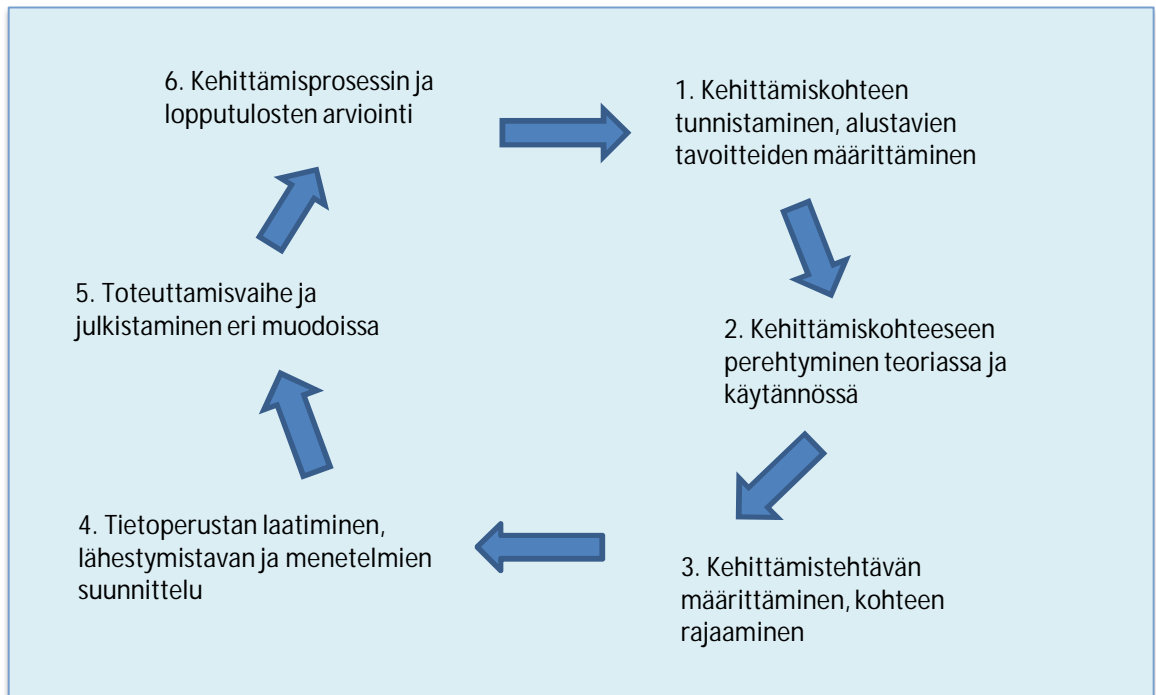 6. Kehittämisprosessin ja
lopputulosten arviointi
1. Kehittämiskohteen
tunnistaminen, alustavien
tavoitteiden määrittäminen
5. Toteuttamisvaihe ja
julkistaminen eri muodoissa
2. Kehittämiskohteeseen
perehtyminen teoriassa ja
käytännössä
4. Tietoperustan laatiminen,
lähestymistavan ja menetelmien
suunnittelu
3. Kehittämistehtävän
määrittäminen, kohteen
rajaaminen